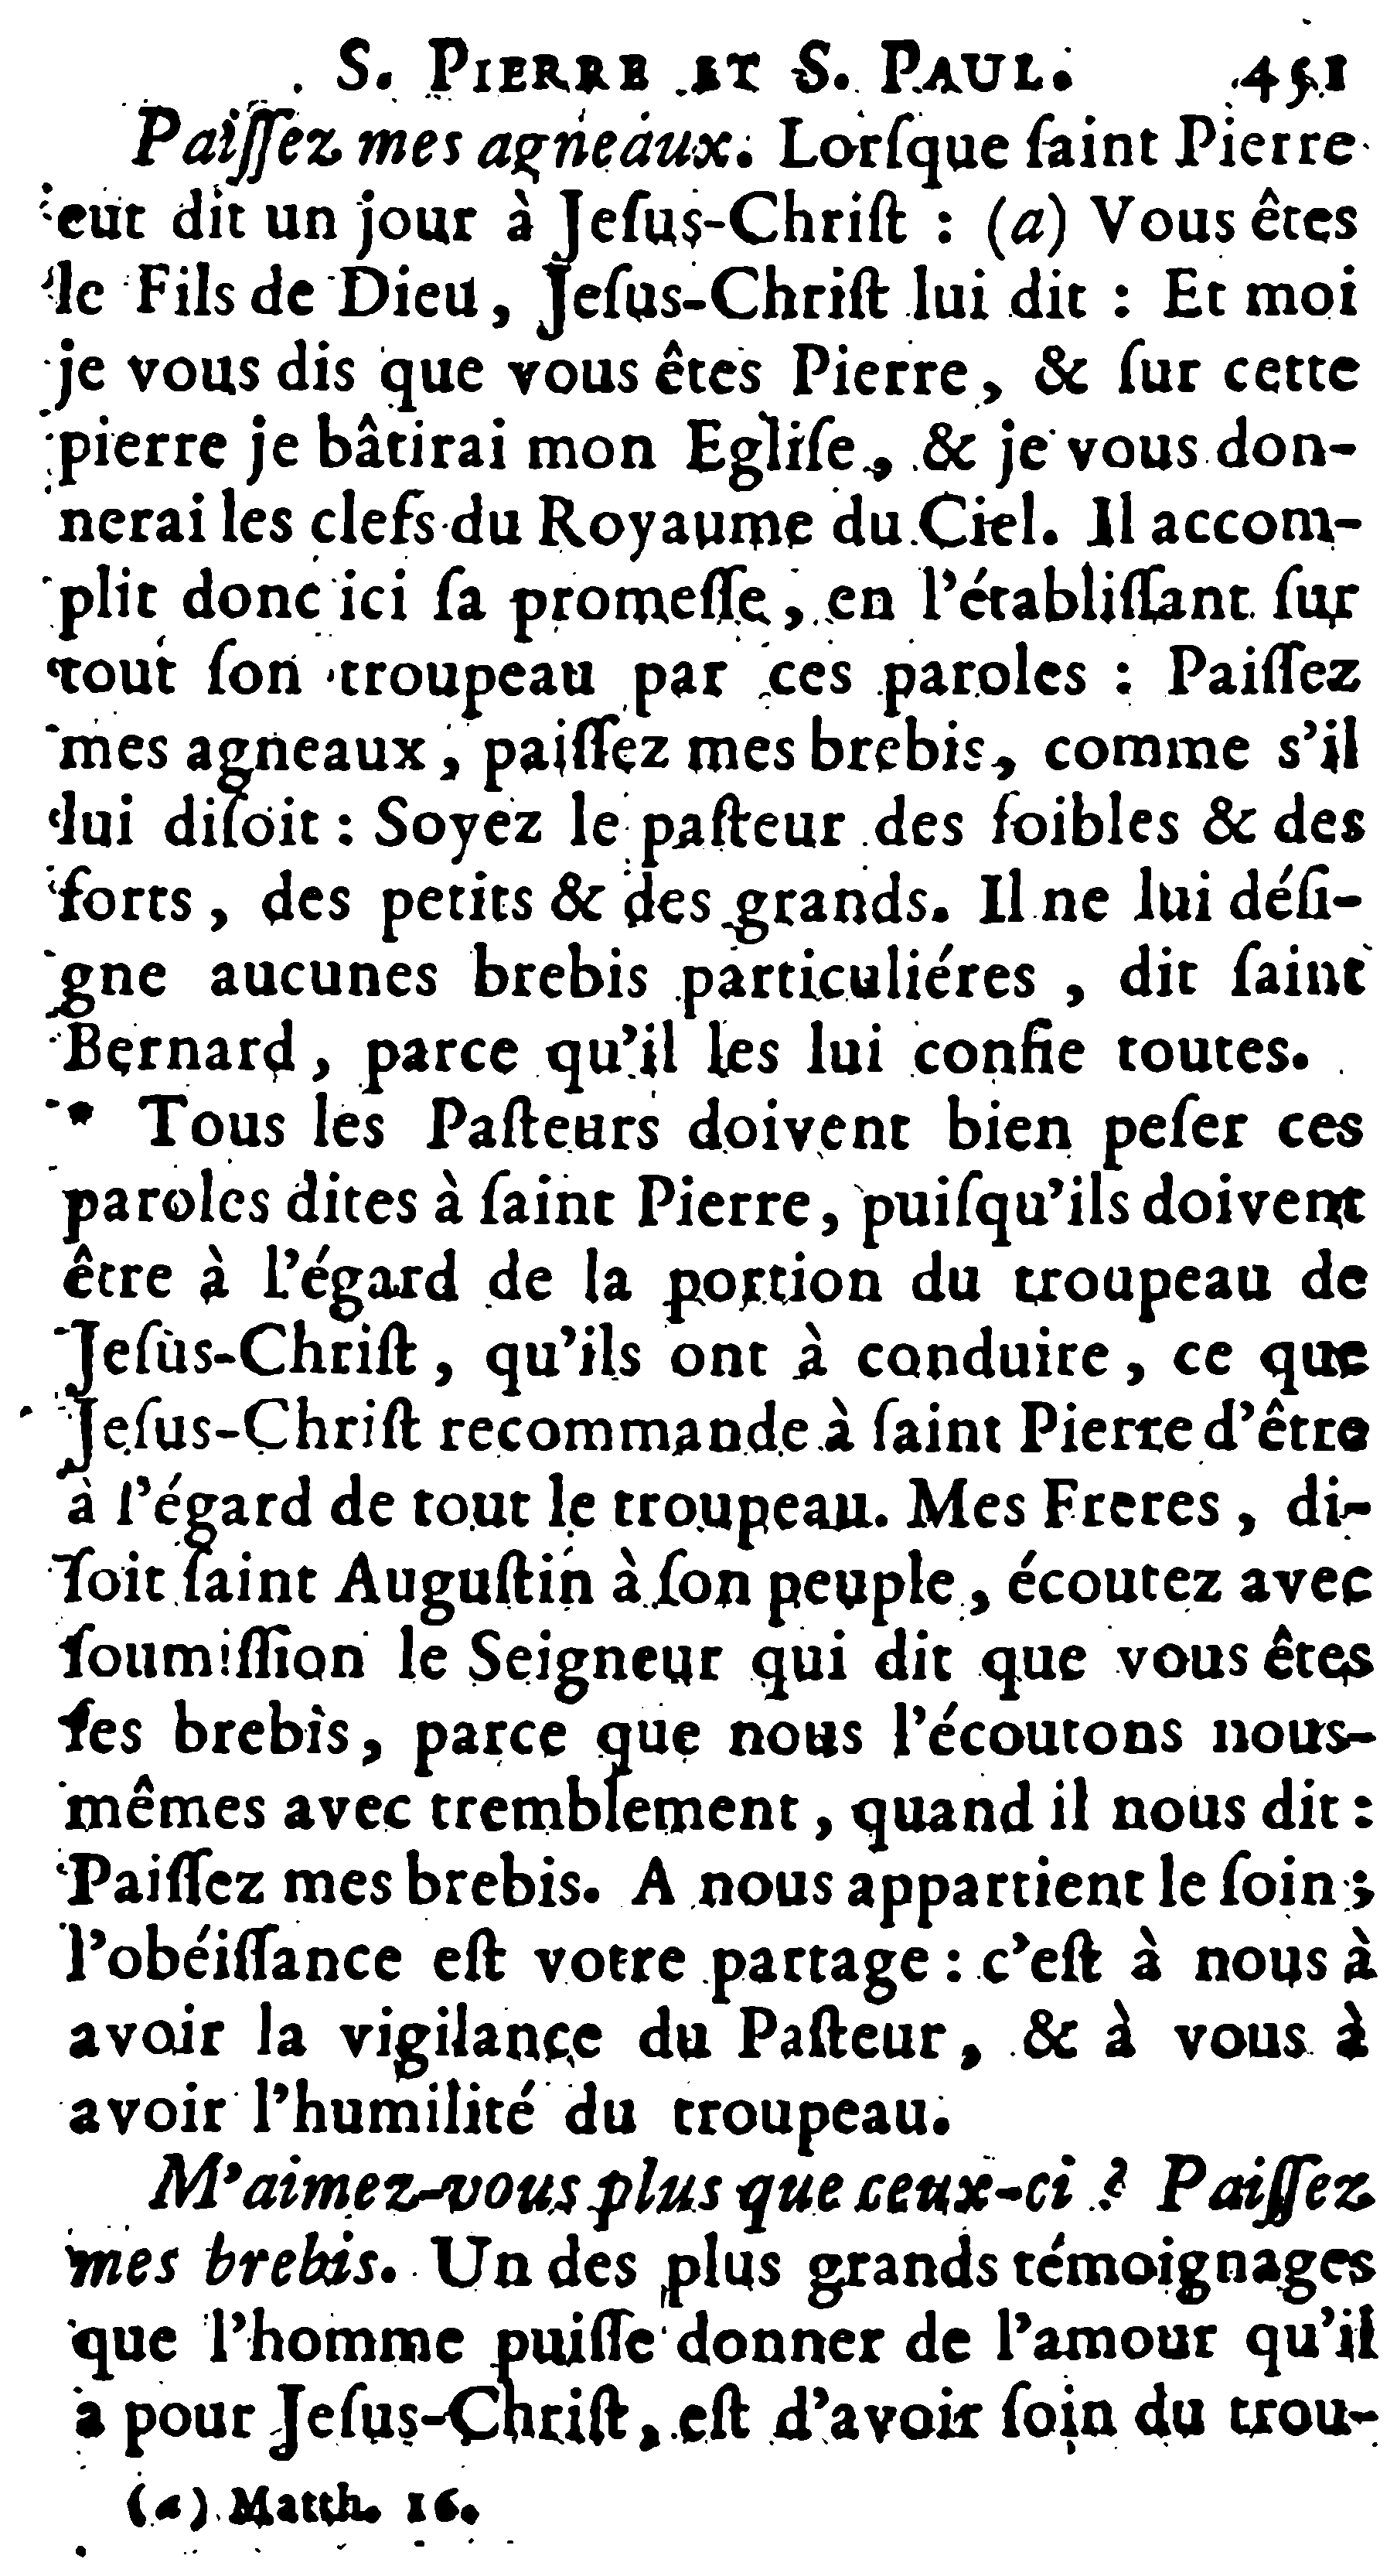 S. PIERRE ET S. PAUL. 451
Paiſſez mes agneaux. Lorſque ſaint Pierre
eut dit un jour à Jeſus-Chriſt : (a) Vous êtes
le Fils de Dieu, Jeſus-Chriſt lui dit : Et moi
je vous dis que vous êtes Pierre, & ſur cette
pierre je bâtirai mon Egliſe, & je vous don-
nerai les clefs du Royaume du Ciel. Il accom-
plit donc ici ſa promeſſe, en l'établiſſant ſur
tout ſon troupeau par ces paroles : Paiſſez
mes agneaux, paiſſez mes brebis, comme s'il
lui diſoit : Soyez le paſteur des foibles & des
forts, des petits & des grands. Il ne lui déſi-
gne aucunes brebis particuliéres, dit ſaint
Bernard, parce qu'il les lui confie toutes.
* Tous les Paſteurs doivent bien peſer ces
paroles dites à ſaint Pierre, puiſqu'ils doivent
être à l'égard de la portion du troupeau de
Jeſus-Chriſt, qu'ils ont à conduire, ce que
Jeſus-Chriſt recommande à ſaint Pierre d'être
à l'égard de tout le troupeau. Mes Freres, di-
ſoit ſaint Auguſtin à ſon peuple, écoutez avec
ſoumiſſion le Seigneur qui dit que vous êtes
ſes brebis, parce que nous l'écoutons nous-
mêmes avec tremblement, quand il nous dit :
Paiſſez mes brebis. A nous appartient le ſoin ;
l'obéiſſance eſt votre partage : c'eſt à nous à
avoir la vigilance du Paſteur, & à vous à
avoir l'humilité du troupeau.
M'aimez-vous plus que ceux-ci ? Paiſſez
mes brebis. Un des plus grands témoignages
que l'homme puiſſe donner de l'amour qu'il
a pour Jeſus-Chriſt, eſt d'avoir ſoin du trou-
(a) Matth. 16.